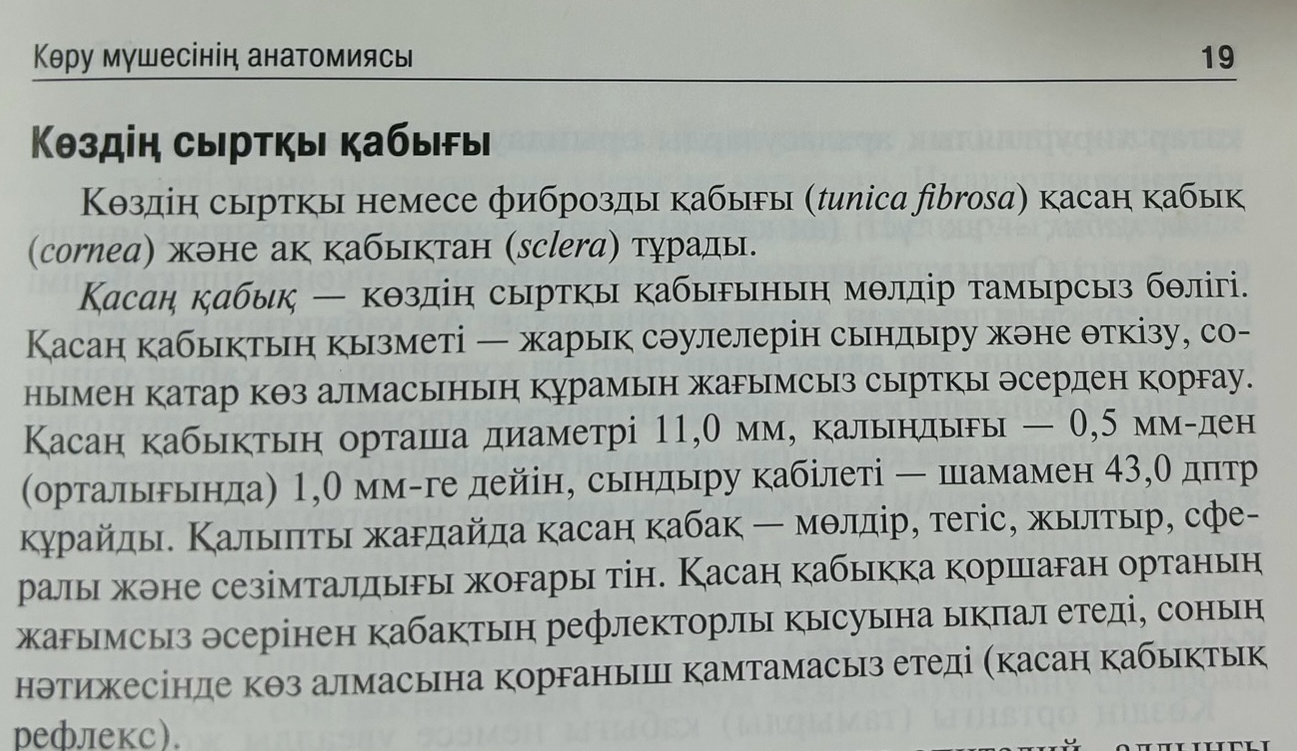 Көру мүшесінің анатомиясы 19
Көздің сыртқы қабығы
Көздің сыртқы немесе фиброзды қабығы (tunica fibrosa) қасаң қабық
(cornea) және ақ қабықтан (sclera) тұрады.
Қасаң қабық — көздің сыртқы қабығының мөлдір тамырсыз бөлігі.
Қасаң қабықтың қызметі — жарық сәулелерін сындыру және өткізу, со-
нымен қатар көз алмасының құрамын жағымсыз сыртқы әсерден қорғау.
Қасаң қабықтың орташа диаметрі 11,0 мм, қалыңдығы — 0,5 мм-ден
(орталығында) 1,0 мм-ге дейін, сындыру қабілеті — шамамен 43,0 дптр
құрайды. Қалыпты жағдайда қасаң қабақ — мөлдір, тегіс, жылтыр, сфе-
ралы және сезімталдығы жоғары тін. Қасаң қабыққа қоршаған ортаның
жағымсыз әсерінен қабақтың рефлекторлы қысуына ықпал етеді, соның
нәтижесінде көз алмасына қорғаныш қамтамасыз етеді (қасаң қабықтық
рефлекс).